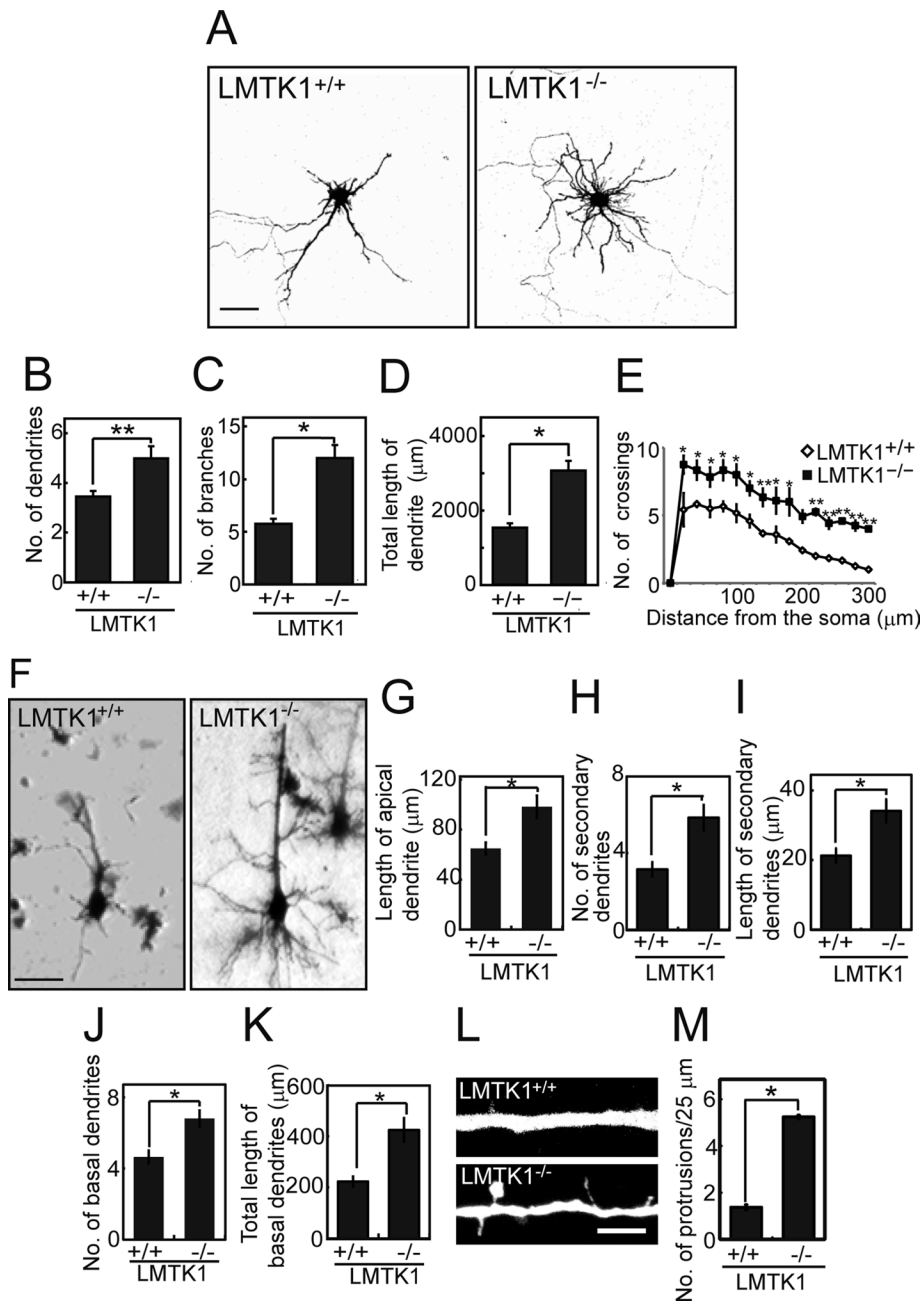 A
LMTK1+/+
LMTK1-/-
B
No. of dendrites
6
4
2
0
**
+/+ -/-
LMTK1
C
No. of branches
15
10
5
0
*
+/+ -/-
LMTK1
D
Total length of
dendrite (μm)
4000
2000
0
*
+/+ -/-
LMTK1
E
No. of crossings
10
5
0
LMTK1+/+
LMTK1-/-
* * * * * * ** * * ** ** ** ** **
100 200 300
Distance from the soma (μm)
F
LMTK1+/+
LMTK1-/-
G
Length of apical
dendrite (μm)
120
80
40
0
*
+/+ -/-
LMTK1
H
No. of secondary
dendrites
8
6
4
2
0
*
+/+ -/-
LMTK1
I
Length of secondary
dendrites (μm)
40
20
0
*
+/+ -/-
LMTK1
J
No. of basal dendrites
8
4
0
*
+/+ -/-
LMTK1
K
Total length of
basal dendrites (μm)
600
400
200
0
*
+/+ -/-
LMTK1
L
LMTK1+/+
LMTK1-/-
M
No. of protrusions/25 μm
6
4
2
0
*
+/+ -/-
LMTK1